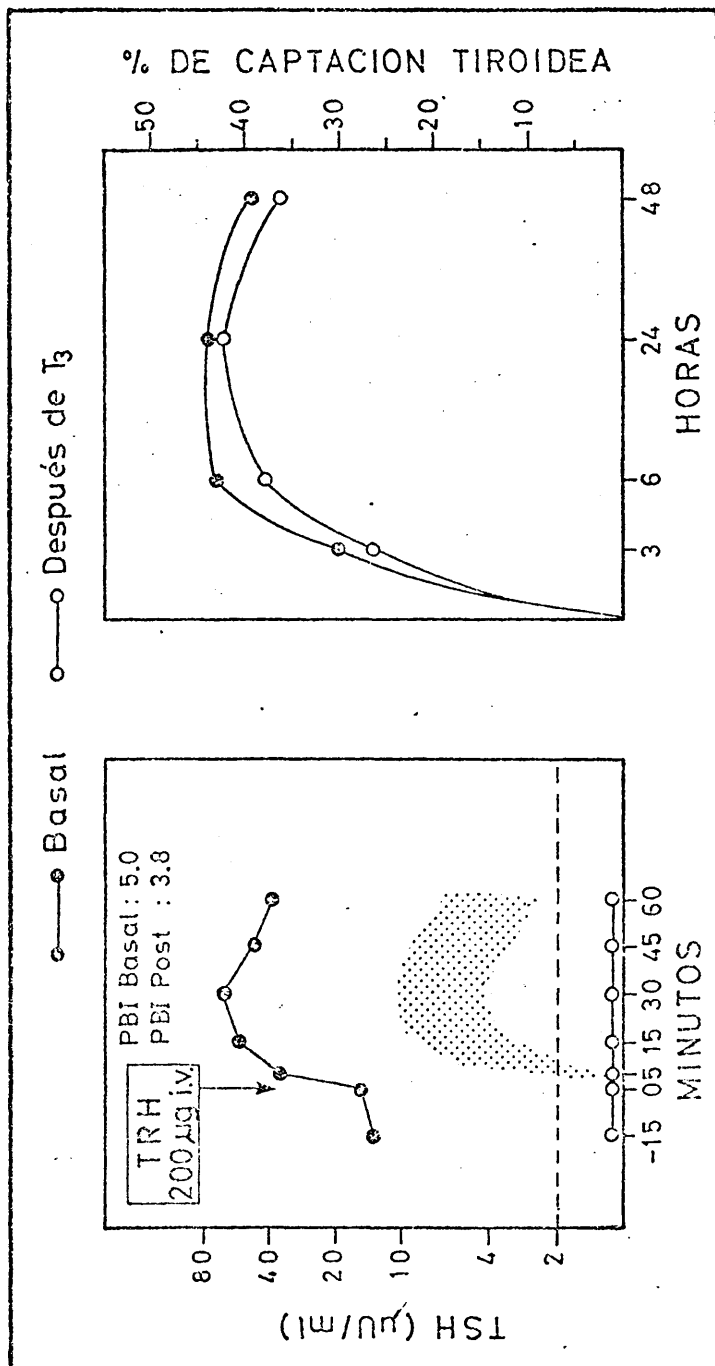 Basal
Después de T3
TSH (µU/ml)
80
40
20
10
4
2
TRH
200 µg i.v.
PBI Basal: 5.0
PBI Post : 3.8
-15
0
5
15
30
45
60
MINUTOS
3
6
24
48
HORAS
50
40
30
20
10
% DE CAPTACION TIROIDEA